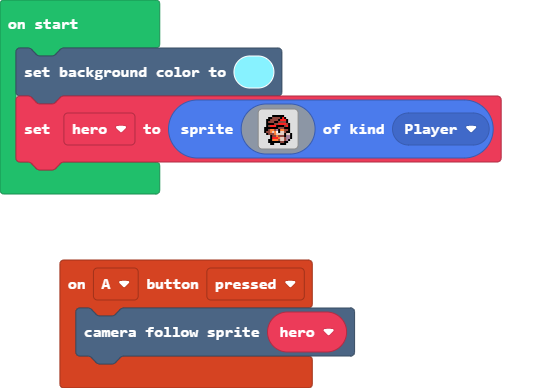 on start
set background color to
set hero to sprite of kind Player
on A button pressed
camera follow sprite hero